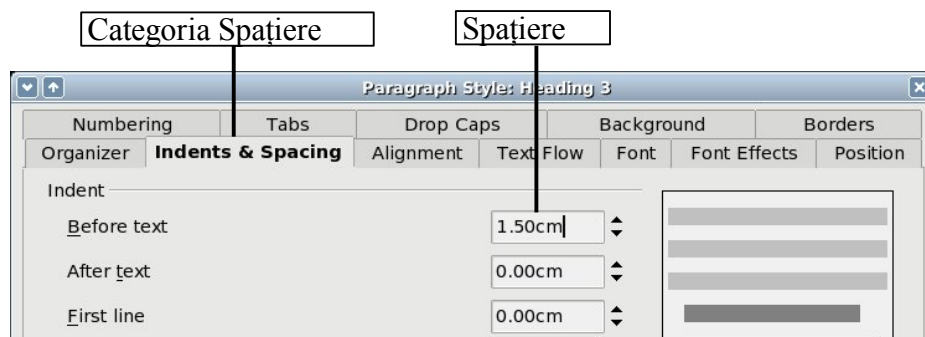 Categoria Spațiere Spațiere
Paragraph Style: Heading 3
Numbering Tabs Drop Caps Background Borders
Organizer Indents & Spacing Alignment Text Flow Font Font Effects Position
Indent
Before text 1.50cm
After text 0.00cm
First line 0.00cm